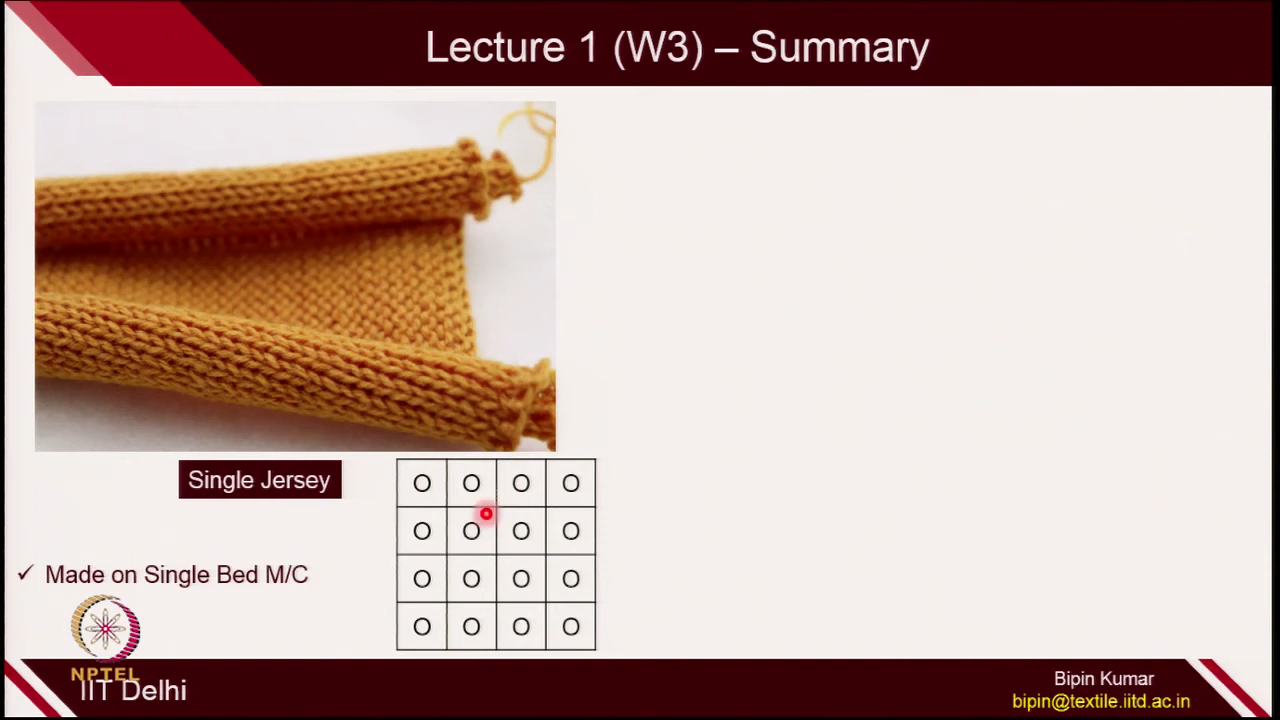 Lecture 1 (W3) – Summary
Single Jersey
O O O O
O O O O
✓ Made on Single Bed M/C
O O O O
O O O O
NPTEL
IIT Delhi
Bipin Kumar
bipin@textile.iitd.ac.in